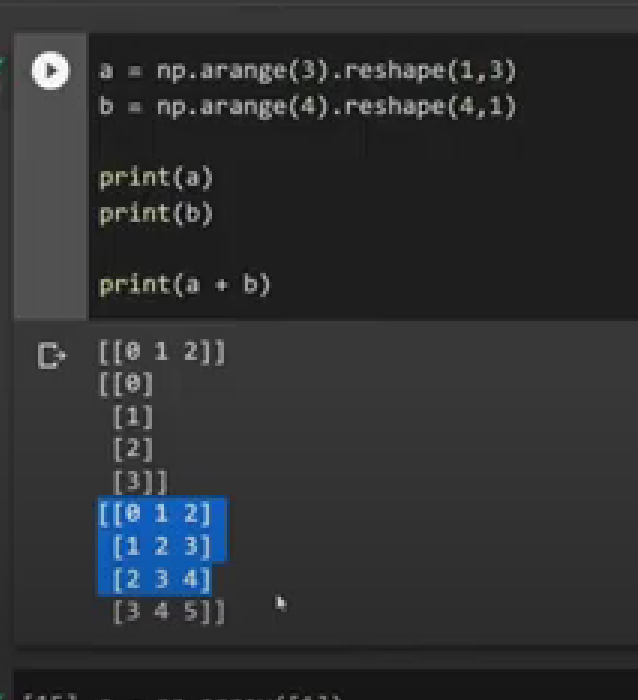 a = np.arange(3).reshape(1,3)
b = np.arange(4).reshape(4,1)
print(a)
print(b)
print(a + b)
[[0 1 2]]
[[0]
[1]
[2]
[3]]
[[0 1 2]
[1 2 3]
[2 3 4]
[3 4 5]]